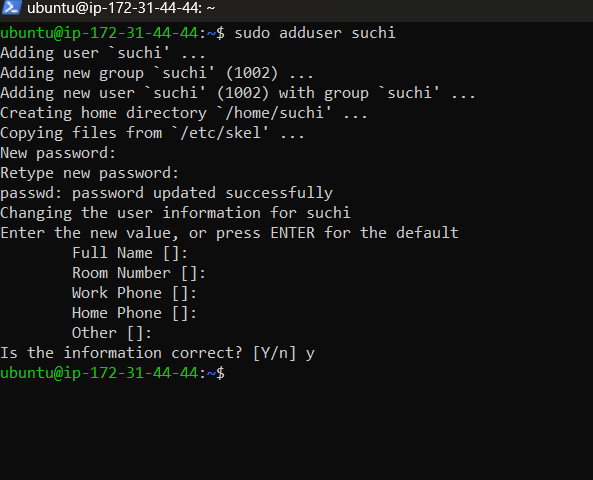 ubuntu@ip-172-31-44-44: ~
ubuntu@ip-172-31-44-44:~$ sudo adduser suchi
Adding user `suchi' ...
Adding new group `suchi' (1002) ...
Adding new user `suchi' (1002) with group `suchi' ...
Creating home directory `/home/suchi' ...
Copying files from `/etc/skel' ...
New password:
Retype new password:
passwd: password updated successfully
Changing the user information for suchi
Enter the new value, or press ENTER for the default
Full Name []:
Room Number []:
Work Phone []:
Home Phone []:
Other []:
Is the information correct? [Y/n] y
ubuntu@ip-172-31-44-44:~$